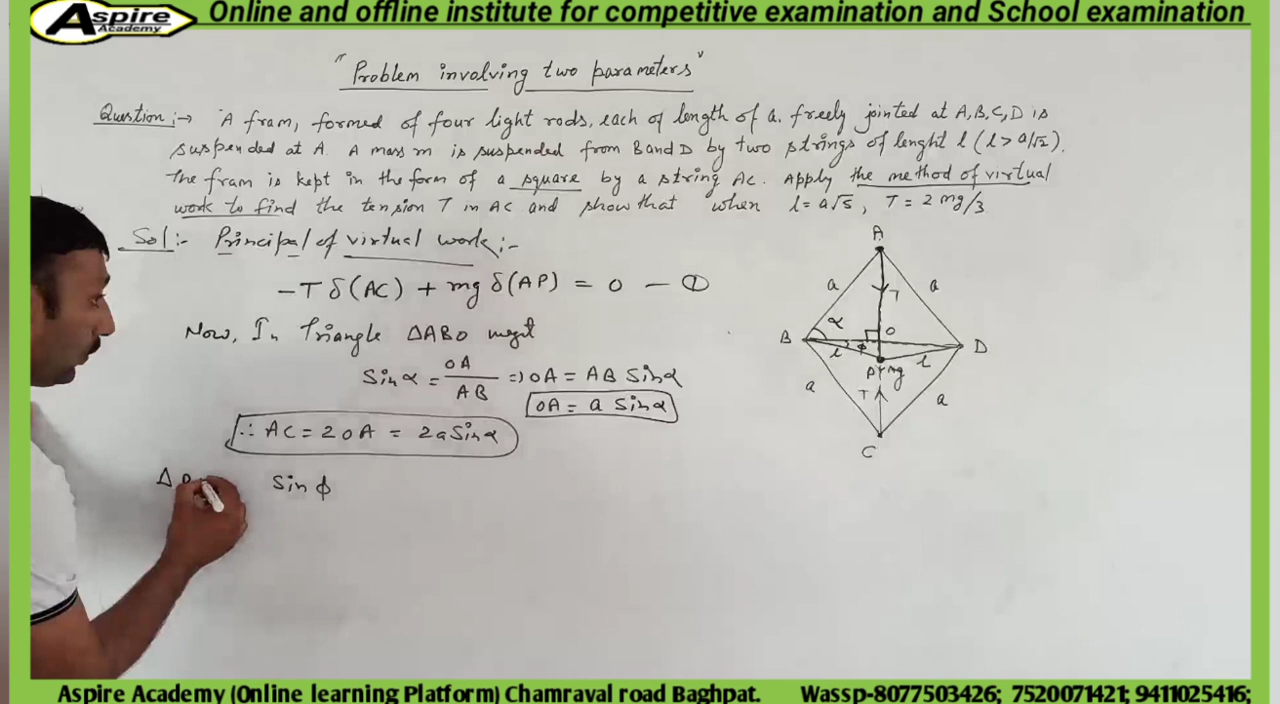 Aspire
Academy
Online and offline institute for competitive examination and School examination
"Problem involving two parameters"
Question :→ A fram, formed of four light rods, each of length of a. freely jointed at A, B, C, D is
suspended at A. A mass m is suspended from B and D by two strings of lenght l (l > a/√2).
The fram is kept in the form of a square by a string AC. Apply the method of virtual
work to find the tension T in AC and show that when l = a√5, T = 2mg/3
Sol :- Principal of virtual work :-
-T δ(AC) + mg δ(AP) = 0 — ①
Now, In Triangle ΔABO we get
Sin α = OA / AB ⇒ OA = AB Sin α
OA = a Sin α
∴ AC = 2 OA = 2a Sin α
Δ Sin ϕ
A
a
a
T
α
O
B
D
l
ϕ
l
P
mg
a
T
a
C
Aspire Academy (Online learning Platform) Chamraval road Baghpat. Wassp-8077503426; 7520071421; 9411025416;